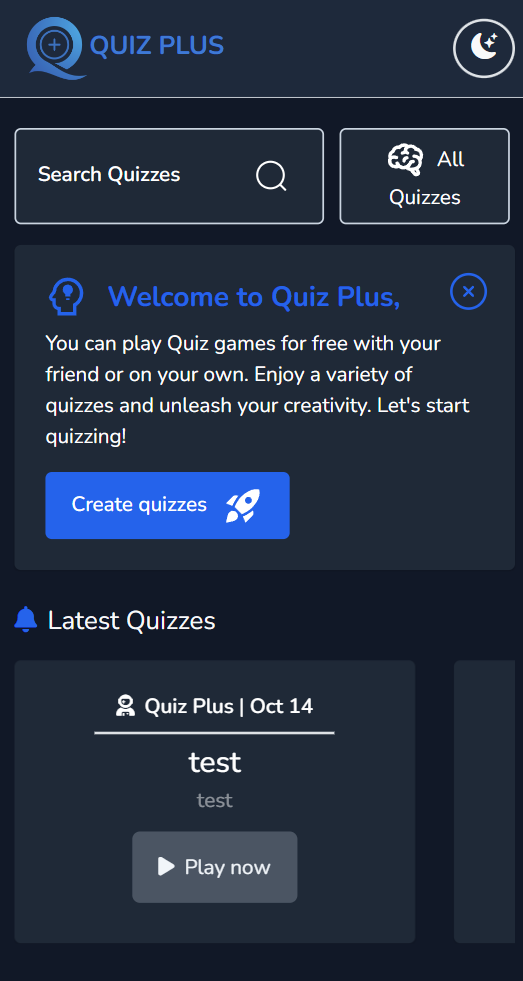 QUIZ PLUS
Search Quizzes
All
Quizzes
Welcome to Quiz Plus,
You can play Quiz games for free with your
friend or on your own. Enjoy a variety of
quizzes and unleash your creativity. Let's start
quizzing!
Create quizzes
Latest Quizzes
Quiz Plus | Oct 14
test
test
Play now